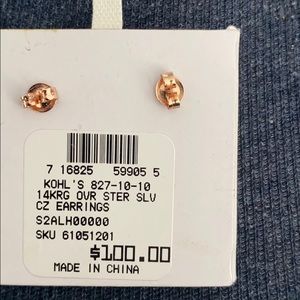 7 16825 59905 5
KOHL'S 827-10-10
14KRG OVR STER SLV
CZ EARRINGS
S2ALH00000
SKU 61051201
$100.00
MADE IN CHINA